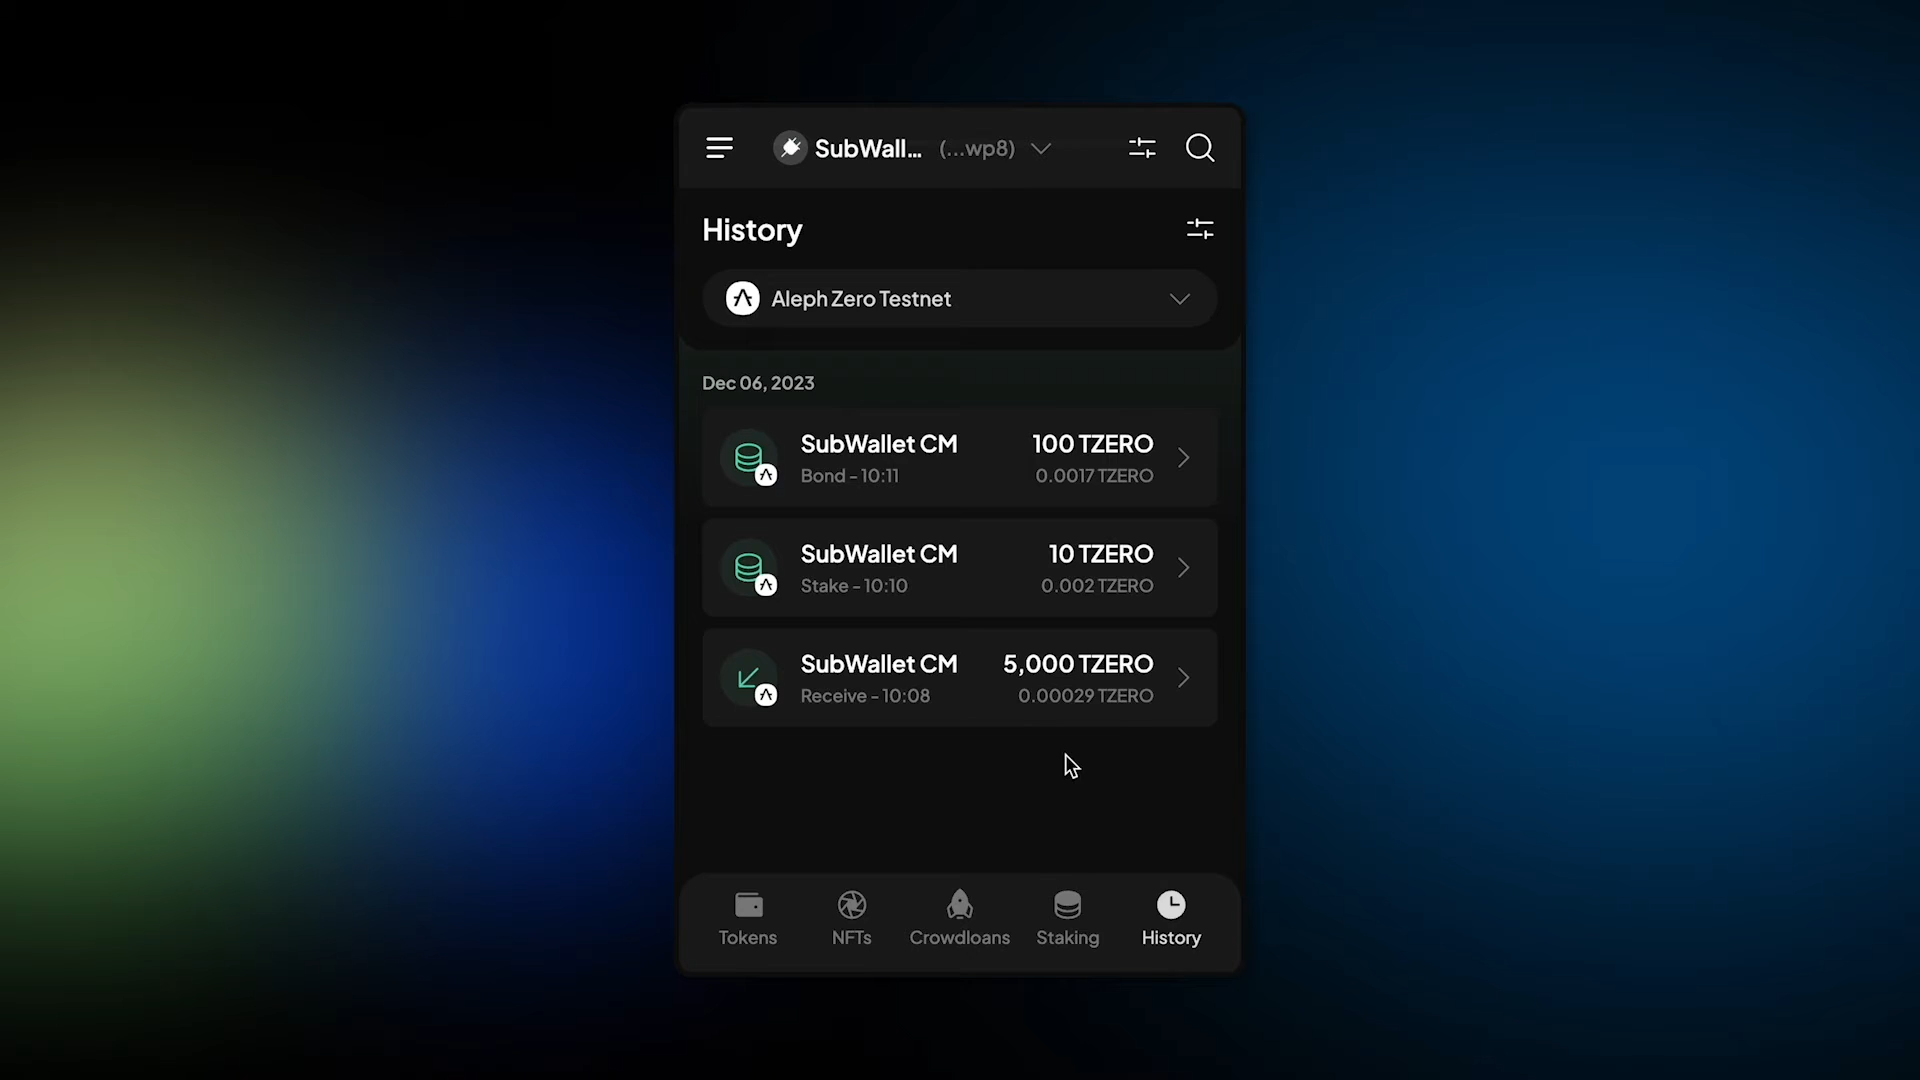 SubWall... (...wp8)
History
Aleph Zero Testnet
Dec 06, 2023
SubWallet CM 100 TZERO
Bond - 10:11 0.0017 TZERO
SubWallet CM 10 TZERO
Stake - 10:10 0.002 TZERO
SubWallet CM 5,000 TZERO
Receive - 10:08 0.00029 TZERO
Tokens NFTs Crowdloans Staking History